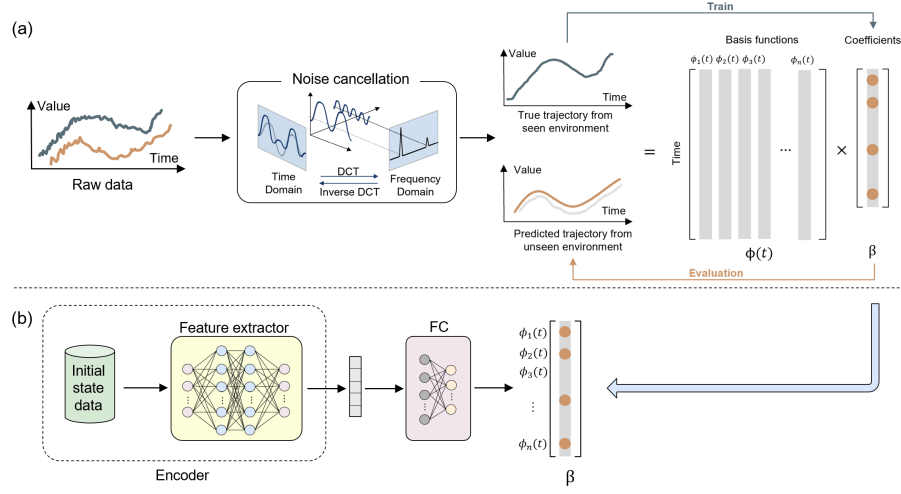 (a)
Train
Value
Time
Raw data
Noise cancellation
Time
Domain
DCT
Inverse DCT
Frequency
Domain
Value
Time
True trajectory from
seen environment
Value
Time
Predicted trajectory from
unseen environment
=
Basis functions
ϕ₁(t) ϕ₂(t) ϕ₃(t) ϕₙ(t)
Time
...
Φ(t)
×
Coefficients
β
Evaluation
(b)
Initial
state
data
Feature extractor
Encoder
FC
ϕ₁(t)
ϕ₂(t)
ϕ₃(t)
⋮
ϕₙ(t)
β